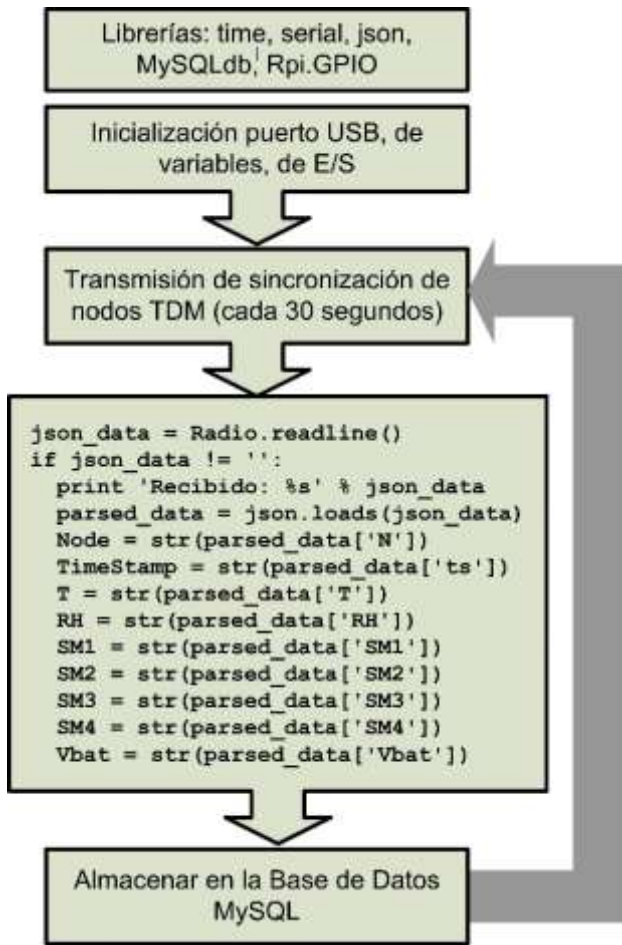 Librerías: time, serial, json,
MySQLdb, Rpi.GPIO
Inicialización puerto USB, de
variables, de E/S
Transmisión de sincronización de
nodos TDM (cada 30 segundos)
json_data = Radio.readline()
if json_data != '':
  print 'Recibido: %s' % json_data
  parsed_data = json.loads(json_data)
  Node = str(parsed_data['N'])
  TimeStamp = str(parsed_data['ts'])
  T = str(parsed_data['T'])
  RH = str(parsed_data['RH'])
  SM1 = str(parsed_data['SM1'])
  SM2 = str(parsed_data['SM2'])
  SM3 = str(parsed_data['SM3'])
  SM4 = str(parsed_data['SM4'])
  Vbat = str(parsed_data['Vbat'])
Almacenar en la Base de Datos
MySQL